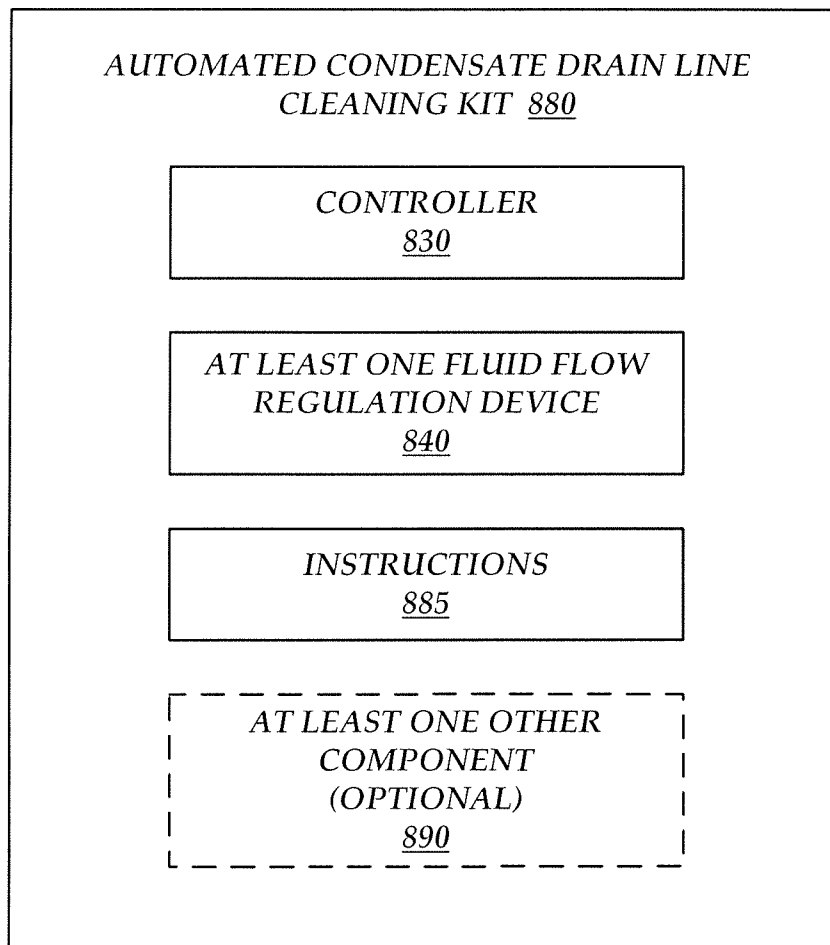 AUTOMATED CONDENSATE DRAIN LINE
CLEANING KIT 880
CONTROLLER
830
AT LEAST ONE FLUID FLOW
REGULATION DEVICE
840
INSTRUCTIONS
885
AT LEAST ONE OTHER
COMPONENT
(OPTIONAL)
890